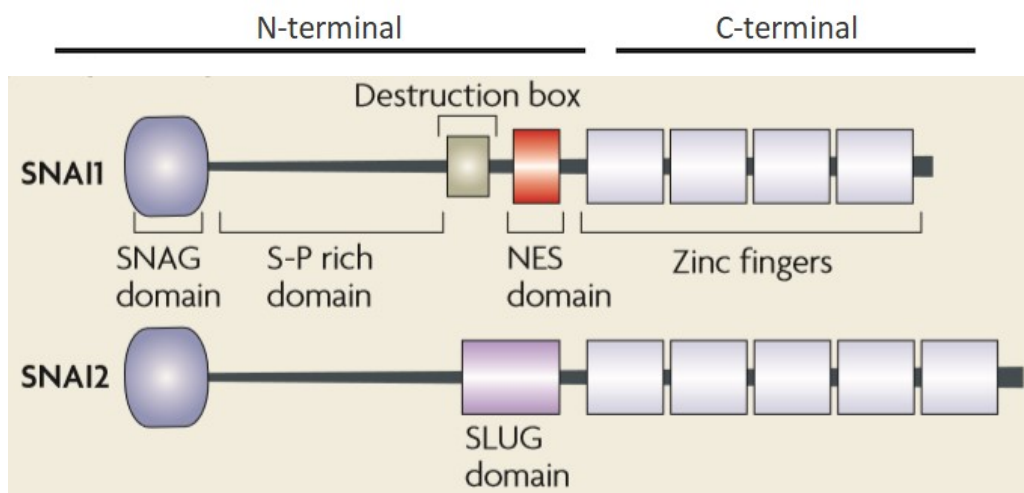 N-terminal C-terminal
Destruction box
SNAI1
SNAG domain
S-P rich domain
NES domain
Zinc fingers
SNAI2
SLUG domain